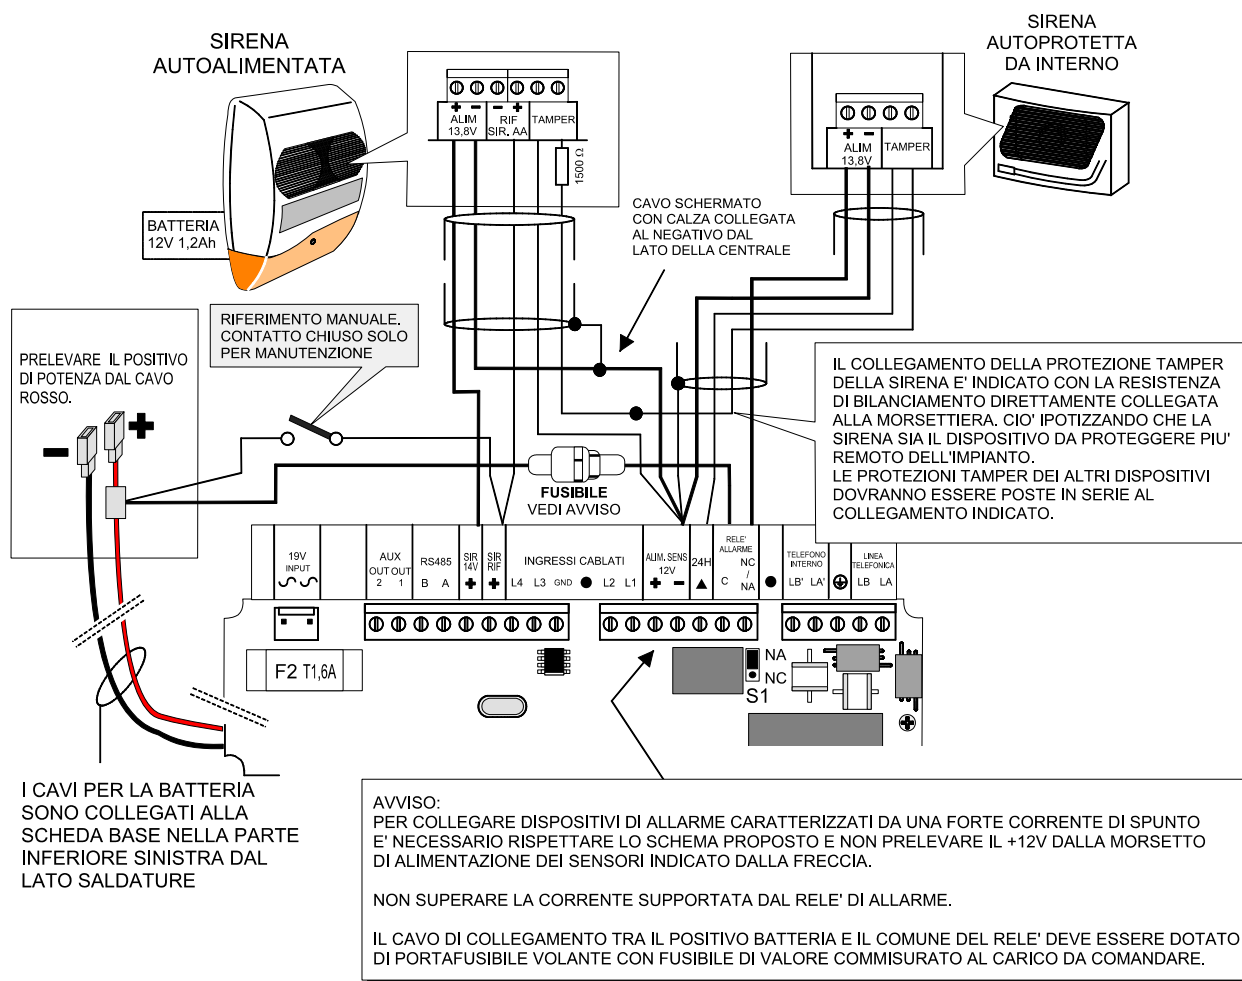 SIRENA
AUTOALIMENTATA
SIRENA
AUTOPROTETTA
DA INTERNO
+ - - +
ALIM
13,8V
RIF
SIR. AA
TAMPER
1500 Ω
+ -
ALIM
13,8V
TAMPER
BATTERIA
12V 1,2Ah
CAVO SCHERMATO
CON CALZA COLLEGATA
AL NEGATIVO DAL
LATO DELLA CENTRALE
RIFERIMENTO MANUALE.
CONTATTO CHIUSO SOLO
PER MANUTENZIONE
PRELEVARE IL POSITIVO
DI POTENZA DAL CAVO
ROSSO.
- +
IL COLLEGAMENTO DELLA PROTEZIONE TAMPER
DELLA SIRENA E' INDICATO CON LA RESISTENZA
DI BILANCIAMENTO DIRETTAMENTE COLLEGATA
ALLA MORSETTIERA. CIO' IPOTIZZANDO CHE LA
SIRENA SIA IL DISPOSITIVO DA PROTEGGERE PIU'
REMOTO DELL'IMPIANTO.
LE PROTEZIONI TAMPER DEI ALTRI DISPOSITIVI
DOVRANNO ESSERE POSTE IN SERIE AL
COLLEGAMENTO INDICATO.
FUSIBILE
VEDI AVVISO
19V
INPUT
AUX
OUT OUT
2 1
RS485
B A
SIR
14V
+
SIR
RIF
+
INGRESSI CABLATI
L4 L3 GND L2 L1
ALIM. SENS
12V
+ -
24H
RELE'
ALLARME
C
NC
/
NA
TELEFONO
INTERNO
LB' LA'
LINEA
TELEFONICA
LB LA
F2 T1,6A
NA
NC
S1
I CAVI PER LA BATTERIA
SONO COLLEGATI ALLA
SCHEDA BASE NELLA PARTE
INFERIORE SINISTRA DAL
LATO SALDATURE
AVVISO:
PER COLLEGARE DISPOSITIVI DI ALLARME CARATTERIZZATI DA UNA FORTE CORRENTE DI SPUNTO
E' NECESSARIO RISPETTARE LO SCHEMA PROPOSTO E NON PRELEVARE IL +12V DALLA MORSETTO
DI ALIMENTAZIONE DEI SENSORI INDICATO DALLA FRECCIA.
NON SUPERARE LA CORRENTE SUPPORTATA DAL RELE' DI ALLARME.
IL CAVO DI COLLEGAMENTO TRA IL POSITIVO BATTERIA E IL COMUNE DEL RELE' DEVE ESSERE DOTATO
DI PORTAFUSIBILE VOLANTE CON FUSIBILE DI VALORE COMMISURATO AL CARICO DA COMANDARE.